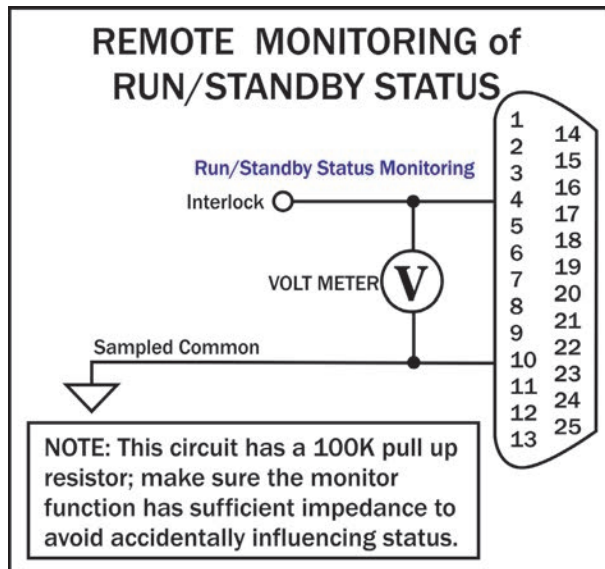 REMOTE MONITORING of
RUN/STANDBY STATUS
Run/Standby Status Monitoring
Interlock
VOLT METER
V
Sampled Common
1
2
3
4
5
6
7
8
9
10
11
12
13
14
15
16
17
18
19
20
21
22
23
24
25
NOTE: This circuit has a 100K pull up
resistor; make sure the monitor
function has sufficient impedance to
avoid accidentally influencing status.